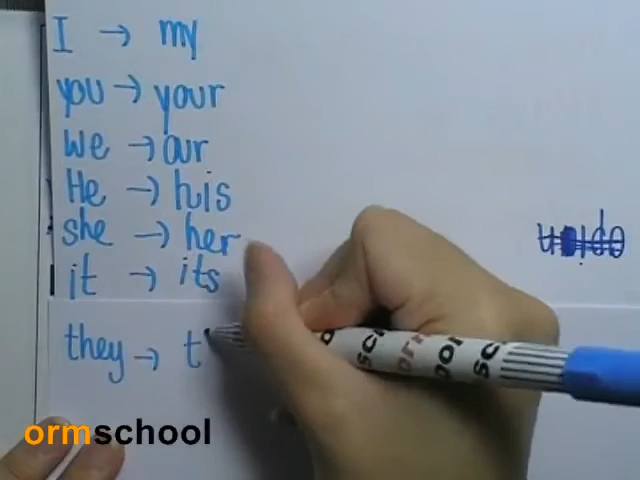 I → my
you → your
we → our
He → his
she → her
it → its
they → t
ormschool